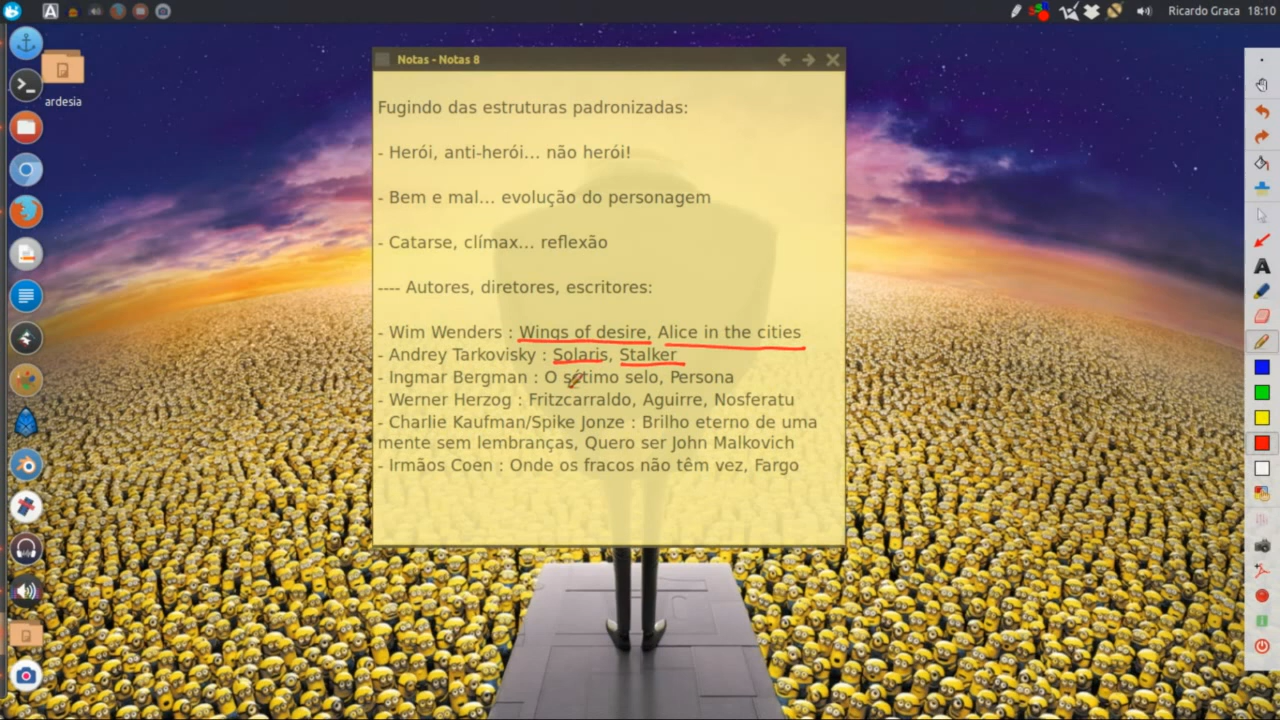 Ricardo Graca 18:10
ardesia
Notas - Notas 8
Fugindo das estruturas padronizadas:
- Herói, anti-herói... não herói!
- Bem e mal... evolução do personagem
- Catarse, clímax... reflexão
---- Autores, diretores, escritores:
- Wim Wenders : Wings of desire, Alice in the cities
- Andrey Tarkovisky : Solaris, Stalker
- Ingmar Bergman : O sétimo selo, Persona
- Werner Herzog : Fritzcarraldo, Aguirre, Nosferatu
- Charlie Kaufman/Spike Jonze : Brilho eterno de uma
mente sem lembranças, Quero ser John Malkovich
- Irmãos Coen : Onde os fracos não têm vez, Fargo